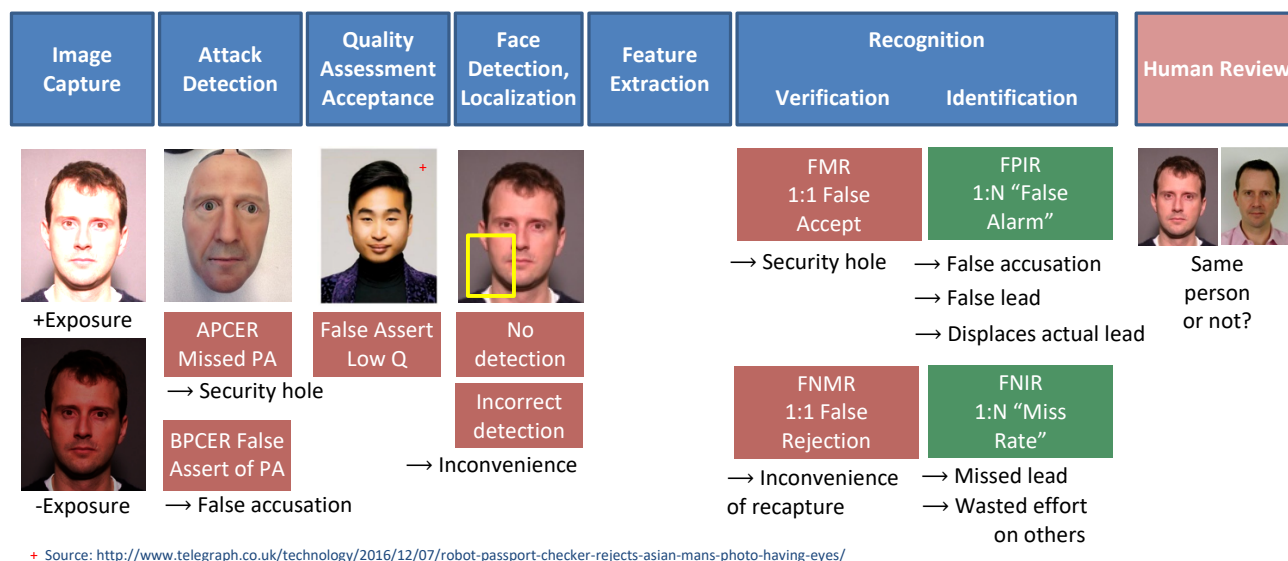 Image
Capture
Attack
Detection
Quality
Assessment
Acceptance
Face
Detection,
Localization
Feature
Extraction
Recognition
Verification
Identification
Human Review
+Exposure
-Exposure
APCER
Missed PA
→ Security hole
BPCER False
Assert of PA
→ False accusation
+
False Assert
Low Q
No
detection
Incorrect
detection
→ Inconvenience
FMR
1:1 False
Accept
→ Security hole
FNMR
1:1 False
Rejection
→ Inconvenience
of recapture
FPIR
1:N “False
Alarm”
→ False accusation
→ False lead
→ Displaces actual lead
FNIR
1:N “Miss
Rate”
→ Missed lead
→ Wasted effort
on others
Same
person
or not?
+ Source: http://www.telegraph.co.uk/technology/2016/12/07/robot-passport-checker-rejects-asian-mans-photo-having-eyes/